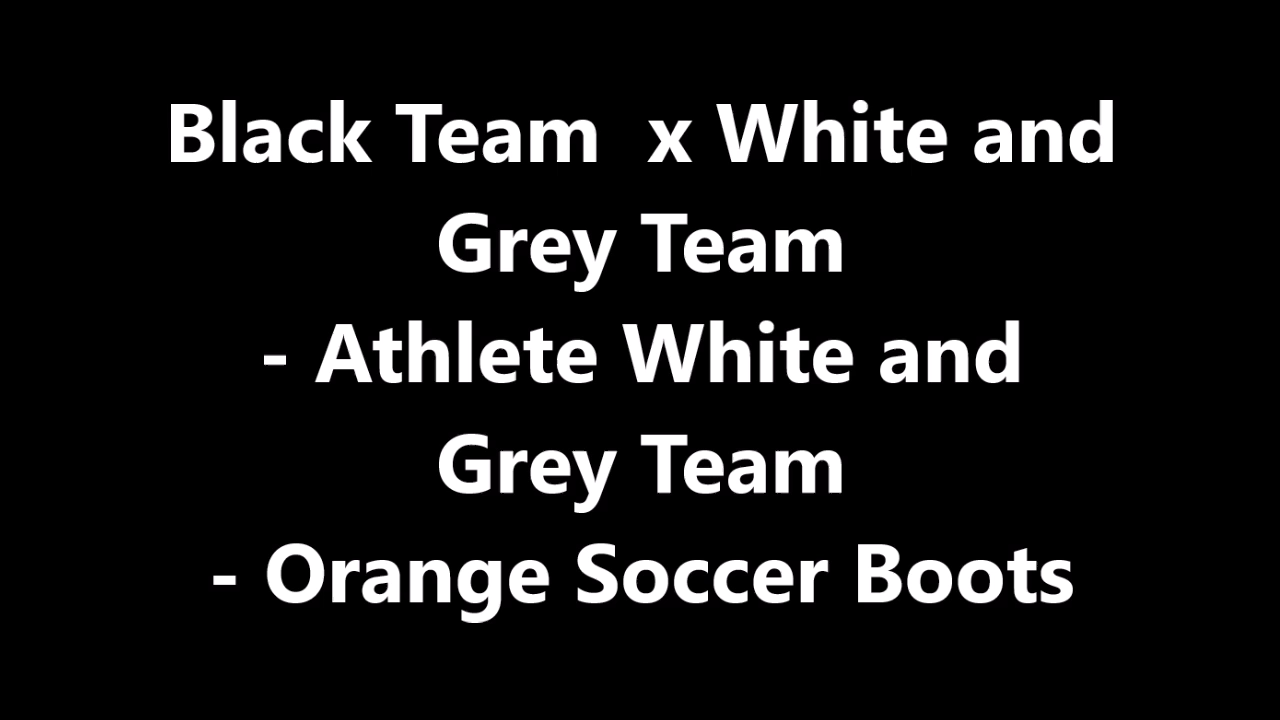 Black Team  x White and
Grey Team
- Athlete White and
Grey Team
- Orange Soccer Boots